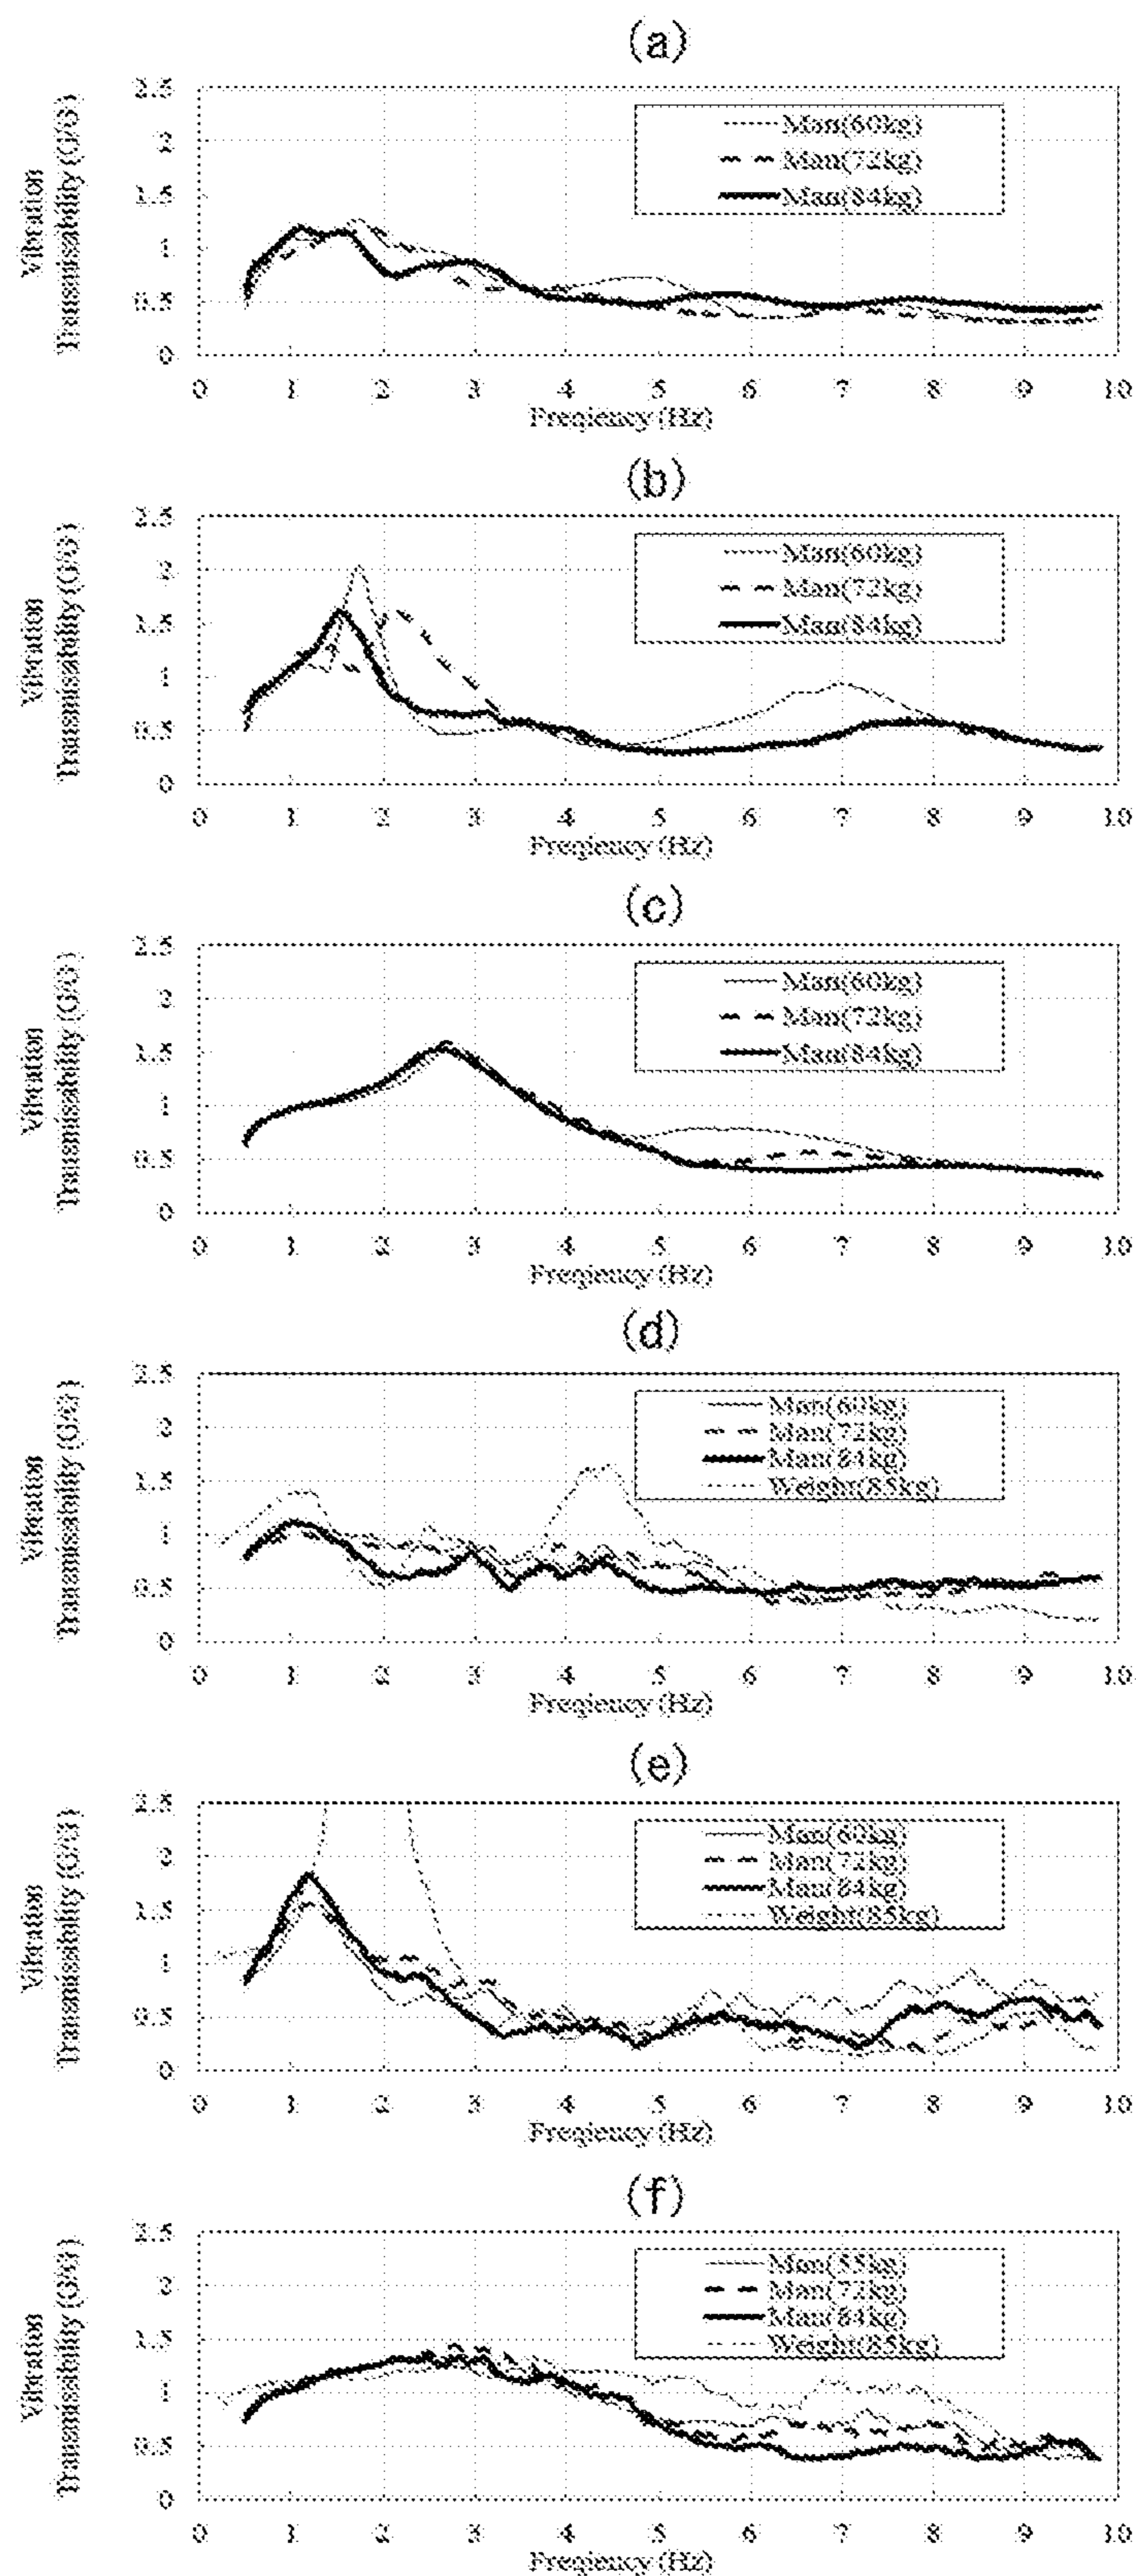 (a)
Vibration
Transmissability (G/G)
2.5
2
1.5
1
0.5
0
Man(60kg)
Man(72kg)
Man(84kg)
0 1 2 3 4 5 6 7 8 9 10
Freqiency (Hz)
(b)
Vibration
Transmissability (G/G)
2.5
2
1.5
1
0.5
0
Man(60kg)
Man(72kg)
Man(84kg)
0 1 2 3 4 5 6 7 8 9 10
Freqiency (Hz)
(c)
Vibration
Transmissability (G/G)
2.5
2
1.5
1
0.5
0
Man(60kg)
Man(72kg)
Man(84kg)
0 1 2 3 4 5 6 7 8 9 10
Freqiency (Hz)
(d)
Vibration
Transmissability (G/G)
2.5
2
1.5
1
0.5
0
Man(60kg)
Man(72kg)
Man(84kg)
Weight(85kg)
0 1 2 3 4 5 6 7 8 9 10
Freqiency (Hz)
(e)
Vibration
Transmissibility (G/G)
2.5
2
1.5
1
0.5
0
Man(60kg)
Man(72kg)
Man(84kg)
Weight(85kg)
0 1 2 3 4 5 6 7 8 9 10
Freqiency (Hz)
(f)
Vibration
Transmissability (G/G)
2.5
2
1.5
1
0.5
0
Man(55kg)
Man(72kg)
Man(84kg)
Weight(85kg)
0 1 2 3 4 5 6 7 8 9 10
Freqiency (Hz)